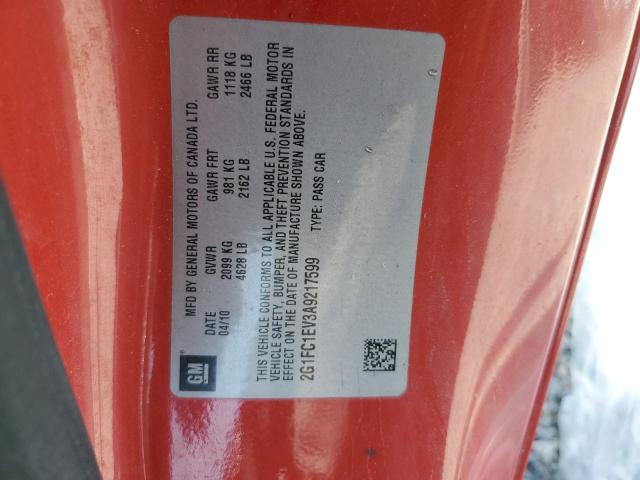 GM
MFD BY GENERAL MOTORS OF CANADA LTD.
DATE GVWR GAWR FRT GAWR RR
04/10 2099 KG 981 KG 1118 KG
4628 LB 2162 LB 2466 LB
THIS VEHICLE CONFORMS TO ALL APPLICABLE U.S. FEDERAL MOTOR
VEHICLE SAFETY, BUMPER, AND THEFT PREVENTION STANDARDS IN
EFFECT ON THE DATE OF MANUFACTURE SHOWN ABOVE.
2G1FC1EV3A9217599 TYPE: PASS CAR